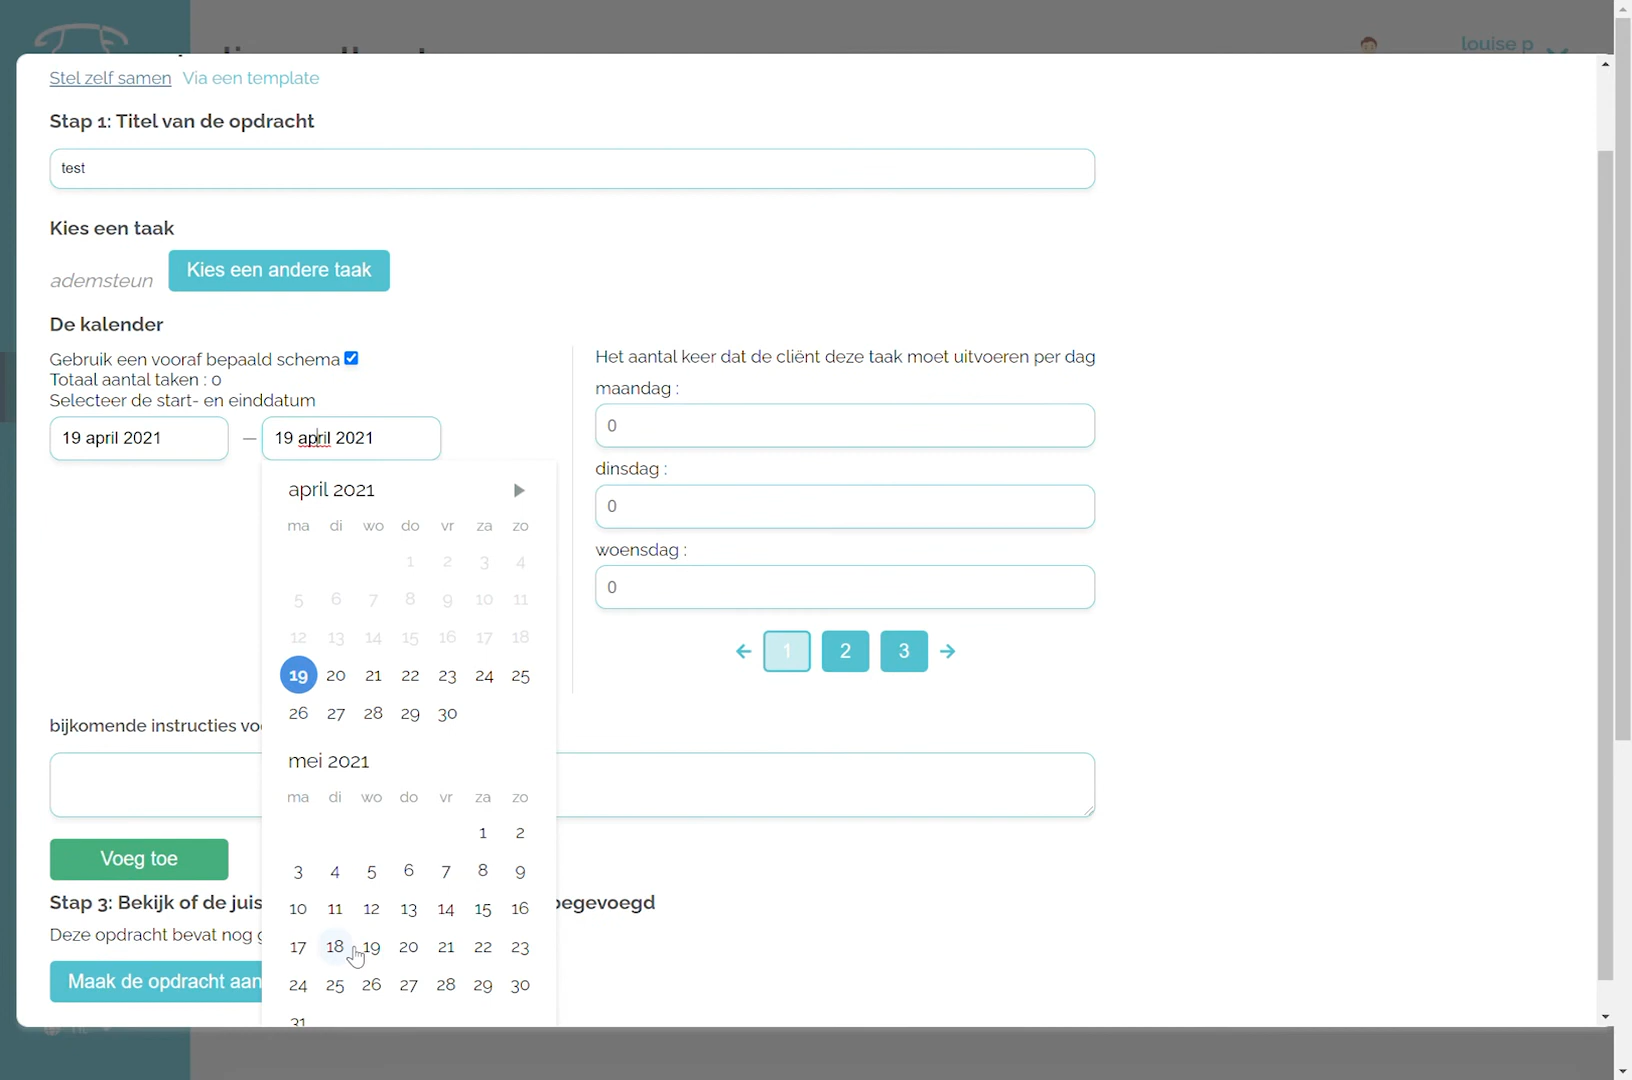 louise p
Stel zelf samen Via een template
Stap 1: Titel van de opdracht
test
Kies een taak
ademsteun Kies een andere taak
De kalender
Gebruik een vooraf bepaald schema
Totaal aantal taken : 0
Selecteer de start- en einddatum
19 april 2021 — 19 april 2021
april 2021
ma di wo do vr za zo
1 2 3 4
5 6 7 8 9 10 11
12 13 14 15 16 17 18
19 20 21 22 23 24 25
26 27 28 29 30
mei 2021
ma di wo do vr za zo
1 2
3 4 5 6 7 8 9
10 11 12 13 14 15 16
17 18 19 20 21 22 23
24 25 26 27 28 29 30
31
Het aantal keer dat de cliënt deze taak moet uitvoeren per dag
maandag :
0
dinsdag :
0
woensdag :
0
1 2 3
bijkomende instructies
Voeg toe
Stap 3: Bekijk of de juis begevoegd
Deze opdracht bevat nog
Maak de opdracht aan